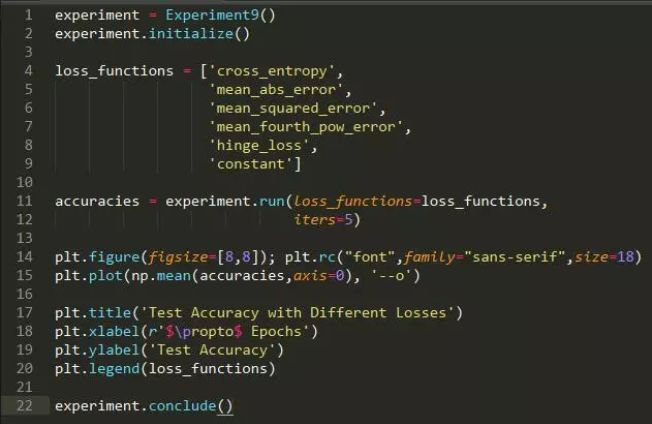 1 experiment = Experiment9()
2 experiment.initialize()
3
4 loss_functions = ['cross_entropy',
5 'mean_abs_error',
6 'mean_squared_error',
7 'mean_fourth_pow_error',
8 'hinge_loss',
9 'constant']
10
11 accuracies = experiment.run(loss_functions=loss_functions,
12 iters=5)
13
14 plt.figure(figsize=[8,8]); plt.rc("font",family="sans-serif",size=18)
15 plt.plot(np.mean(accuracies,axis=0), '--o')
16
17 plt.title('Test Accuracy with Different Losses')
18 plt.xlabel(r'$\propto$ Epochs')
19 plt.ylabel('Test Accuracy')
20 plt.legend(loss_functions)
21
22 experiment.conclude()